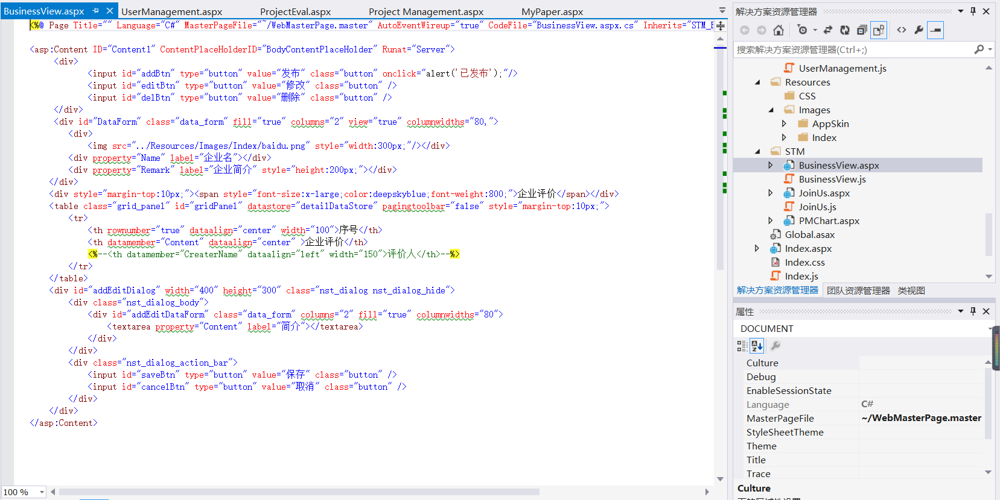 BusinessView.aspx UserManagement.aspx ProjectEval.aspx Project Management.aspx MyPaper.aspx
<%@ Page Title="" Language="C#" MasterPageFile="~/WebMasterPage.master" AutoEventWireup="true" CodeFile="BusinessView.aspx.cs" Inherits="STM_
<asp:Content ID="Content1" ContentPlaceHolderID="BodyContentPlaceHolder" Runat="Server">
<div>
<input id="addBtn" type="button" value="发布" class="button" onclick="alert('已发布');"/>
<input id="editBtn" type="button" value="修改" class="button" />
<input id="delBtn" type="button" value="删除" class="button" />
</div>
<div id="DataForm" class="data_form" fill="true" columns="2" view="true" columnwidths="80,">
<div>
<img src="../Resources/Images/Index/baidu.png" style="width:300px;"/></div>
<div property="Name" label="企业名"></div>
<div property="Remark" label="企业简介" style="height:200px;"></div>
</div>
<div style="margin-top:10px;"><span style="font-size:x-large;color:deepskyblue;font-weight:800;">企业评价</span></div>
<table class="grid_panel" id="gridPanel" datastore="detailDataStore" pagingtoolbar="false" style="margin-top:10px;">
<tr>
<th rownumber="true" dataalign="center" width="100">序号</th>
<th datamember="Content" dataalign="center" >企业评价</th>
<%--<th datamember="CreaterName" dataalign="left" width="150">评价人</th>--%>
</tr>
</table>
<div id="addEditDialog" width="400" height="300" class="nst_dialog nst_dialog_hide">
<div class="nst_dialog_body">
<div id="addEditDataForm" class="data_form" columns="2" fill="true" columnwidths="80">
<textarea property="Content" label="简介"></textarea>
</div>
</div>
<div class="nst_dialog_action_bar">
<input id="saveBtn" type="button" value="保存" class="button" />
<input id="cancelBtn" type="button" value="取消" class="button" />
</div>
</div>
</asp:Content>
100 %
解决方案资源管理器
搜索解决方案资源管理器(Ctrl+;)
UserManagement.js
Resources
CSS
Images
AppSkin
Index
STM
BusinessView.aspx
BusinessView.js
JoinUs.aspx
JoinUs.js
PMChart.aspx
Global.asax
Index.aspx
Index.css
Index.js
解决方案资源管理器 团队资源管理器 类视图
属性
DOCUMENT
Culture
Debug
EnableSessionState
Language C#
MasterPageFile ~/WebMasterPage.master
StyleSheetTheme
Theme
Title
Trace
Culture